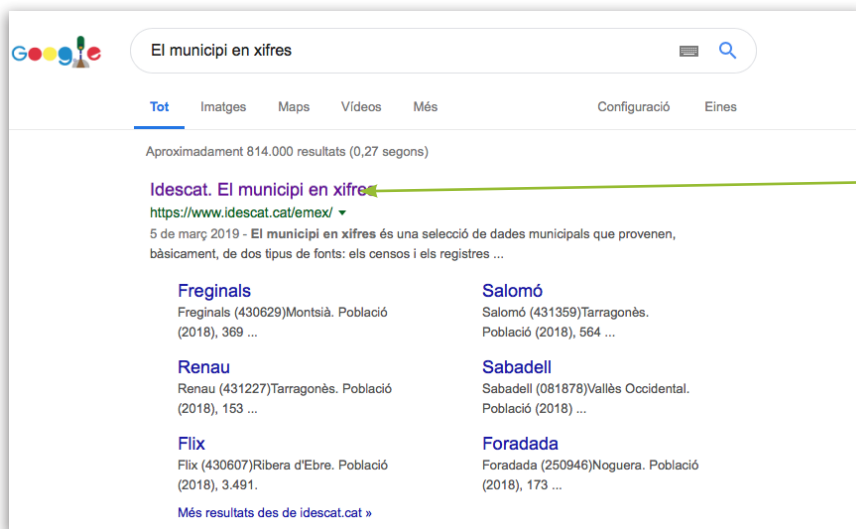 Google
El municipi en xifres
Tot Imatges Maps Vídeos Més Configuració Eines
Aproximadament 814.000 resultats (0,27 segons)
Idescat. El municipi en xifres
https://www.idescat.cat/emex/
5 de març 2019 - El municipi en xifres és una selecció de dades municipals que provenen,
bàsicament, de dos tipus de fonts: els censos i els registres ...
Freginals
Freginals (430629)Montsià. Població
(2018), 369 ...
Salomó
Salomó (431359)Tarragonès.
Població (2018), 564 ...
Renau
Renau (431227)Tarragonès. Població
(2018), 153 ...
Sabadell
Sabadell (081878)Vallès Occidental.
Població (2018) ...
Flix
Flix (430607)Ribera d'Ebre. Població
(2018), 3.491.
Foradada
Foradada (250946)Noguera. Població
(2018), 173 ...
Més resultats des de idescat.cat »